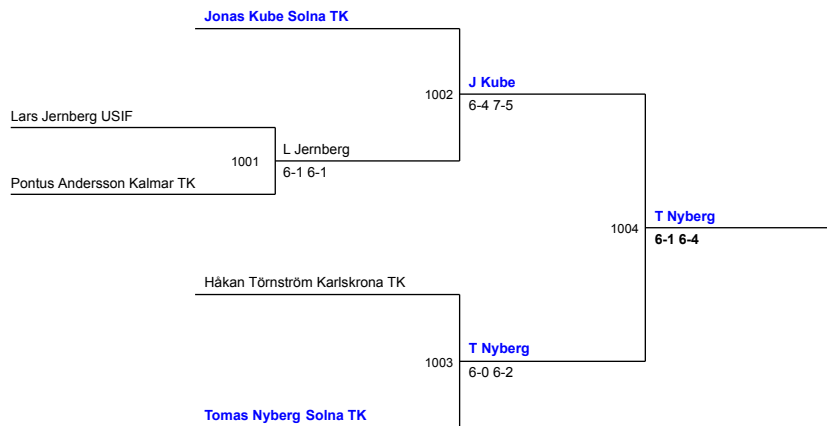 Jonas Kube Solna TK
J Kube
1002
6-4 7-5
Lars Jernberg USIF
L Jernberg
1001
6-1 6-1
Pontus Andersson Kalmar TK
T Nyberg
1004
6-1 6-4
Håkan Törnström Karlskrona TK
T Nyberg
1003
6-0 6-2
Tomas Nyberg Solna TK